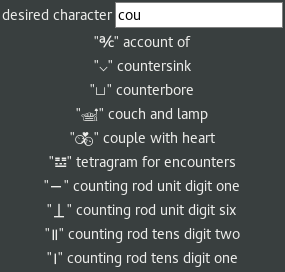 desired character cou
"℀" account of
"⌵" countersink
"⌴" counterbore
"🛋" couch and lamp
"💑" couple with heart
"𝍎" tetragram for encounters
"𝍠" counting rod unit digit one
"𝍥" counting rod unit digit six
"𝍪" counting rod tens digit two
"𝍩" counting rod tens digit one